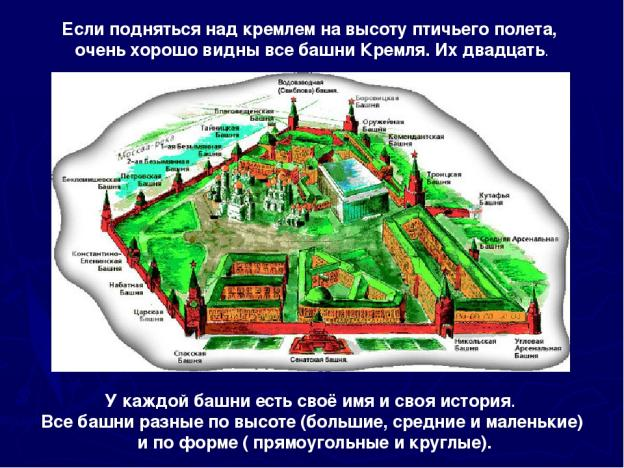 Если подняться над кремлем на высоту птичьего полета,
очень хорошо видны все башни Кремля. Их двадцать.
Водовзводная
(Свиблова) башня.
Боровицкая
Башня
Благовещенская
Башня
Оружейная
Башня
Тайницкая
Башня
Комендантская
Башня
Москва-река
1-ая Безымянная
Башня
2-ая Безымянная
Башня
Троицкая
Башня
Беклемишевская
Башня
Петровская
Башня
Кутафья
Башня
Средняя Арсенальная
Башня
Константино-
Еленинская
Башня
Набатная
Башня
Царская
Башня
Спасская
Башня
Сенатская башня.
Никольская
Башня
Угловая
Арсенальная
Башня
У каждой башни есть своё имя и своя история.
Все башни разные по высоте (большие, средние и маленькие)
и по форме ( прямоугольные и круглые).